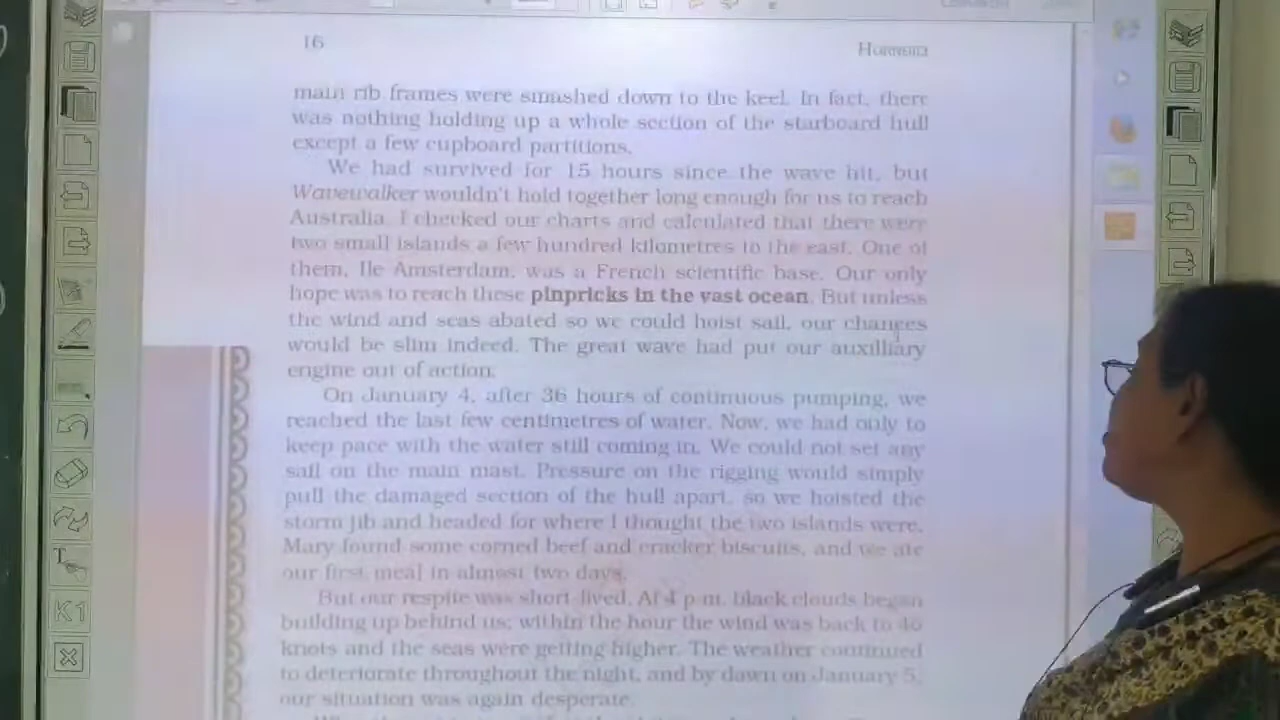 16
HORNBILL
main rib frames were smashed down to the keel. In fact, there
was nothing holding up a whole section of the starboard hull
except a few cupboard partitions.
We had survived for 15 hours since the wave hit, but
Wavewalker wouldn't hold together long enough for us to reach
Australia. I checked our charts and calculated that there were
two small islands a few hundred kilometres to the east. One of
them, Ile Amsterdam, was a French scientific base. Our only
hope was to reach these pinpricks in the vast ocean. But unless
the wind and seas abated so we could hoist sail, our chances
would be slim indeed. The great wave had put our auxilliary
engine out of action.
On January 4, after 36 hours of continuous pumping, we
reached the last few centimetres of water. Now, we had only to
keep pace with the water still coming in. We could not set any
sail on the main mast. Pressure on the rigging would simply
pull the damaged section of the hull apart, so we hoisted the
storm jib and headed for where I thought the two islands were.
Mary found some corned beef and cracker biscuits, and we ate
our first meal in almost two days.
But our respite was short-lived. At 4 p.m. black clouds began
building up behind us; within the hour the wind was back to 40
knots and the seas were getting higher. The weather continued
to deteriorate throughout the night, and by dawn on January 5,
our situation was again desperate.
T
K1